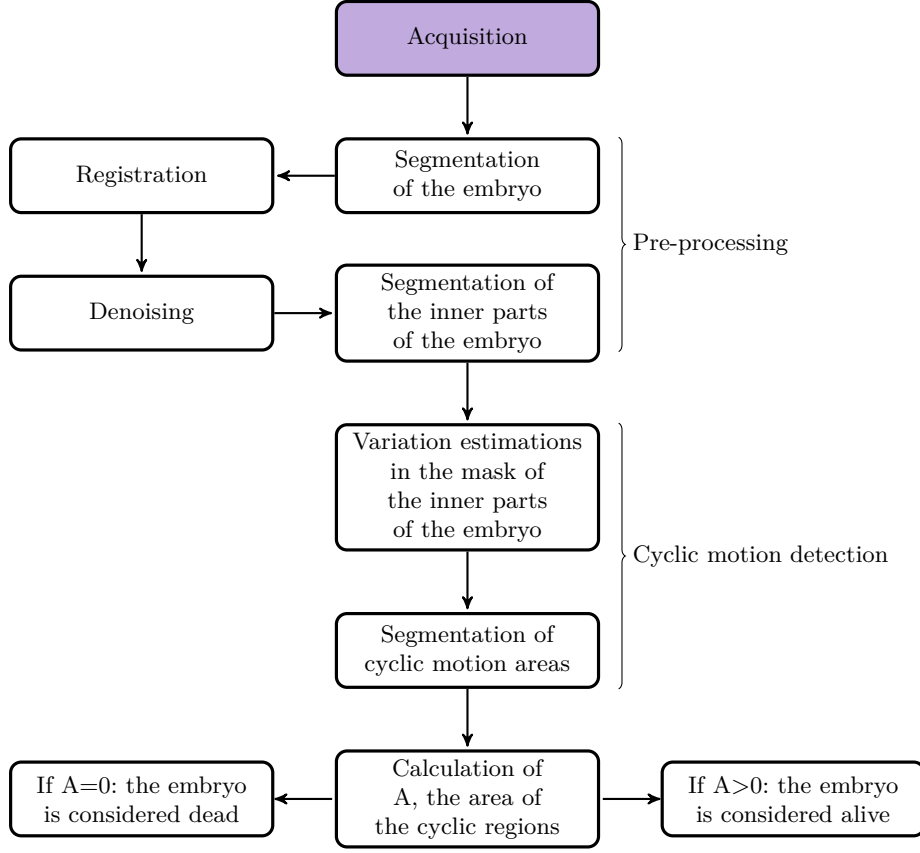 Acquisition
Segmentation
of the embryo
Registration
Pre-processing
Denoising
Segmentation of
the inner parts
of the embryo
Variation estimations
in the mask of
the inner parts
of the embryo
Cyclic motion detection
Segmentation of
cyclic motion areas
Calculation of
A, the area of
the cyclic regions
If A=0: the embryo
is considered dead
If A>0: the embryo
is considered alive